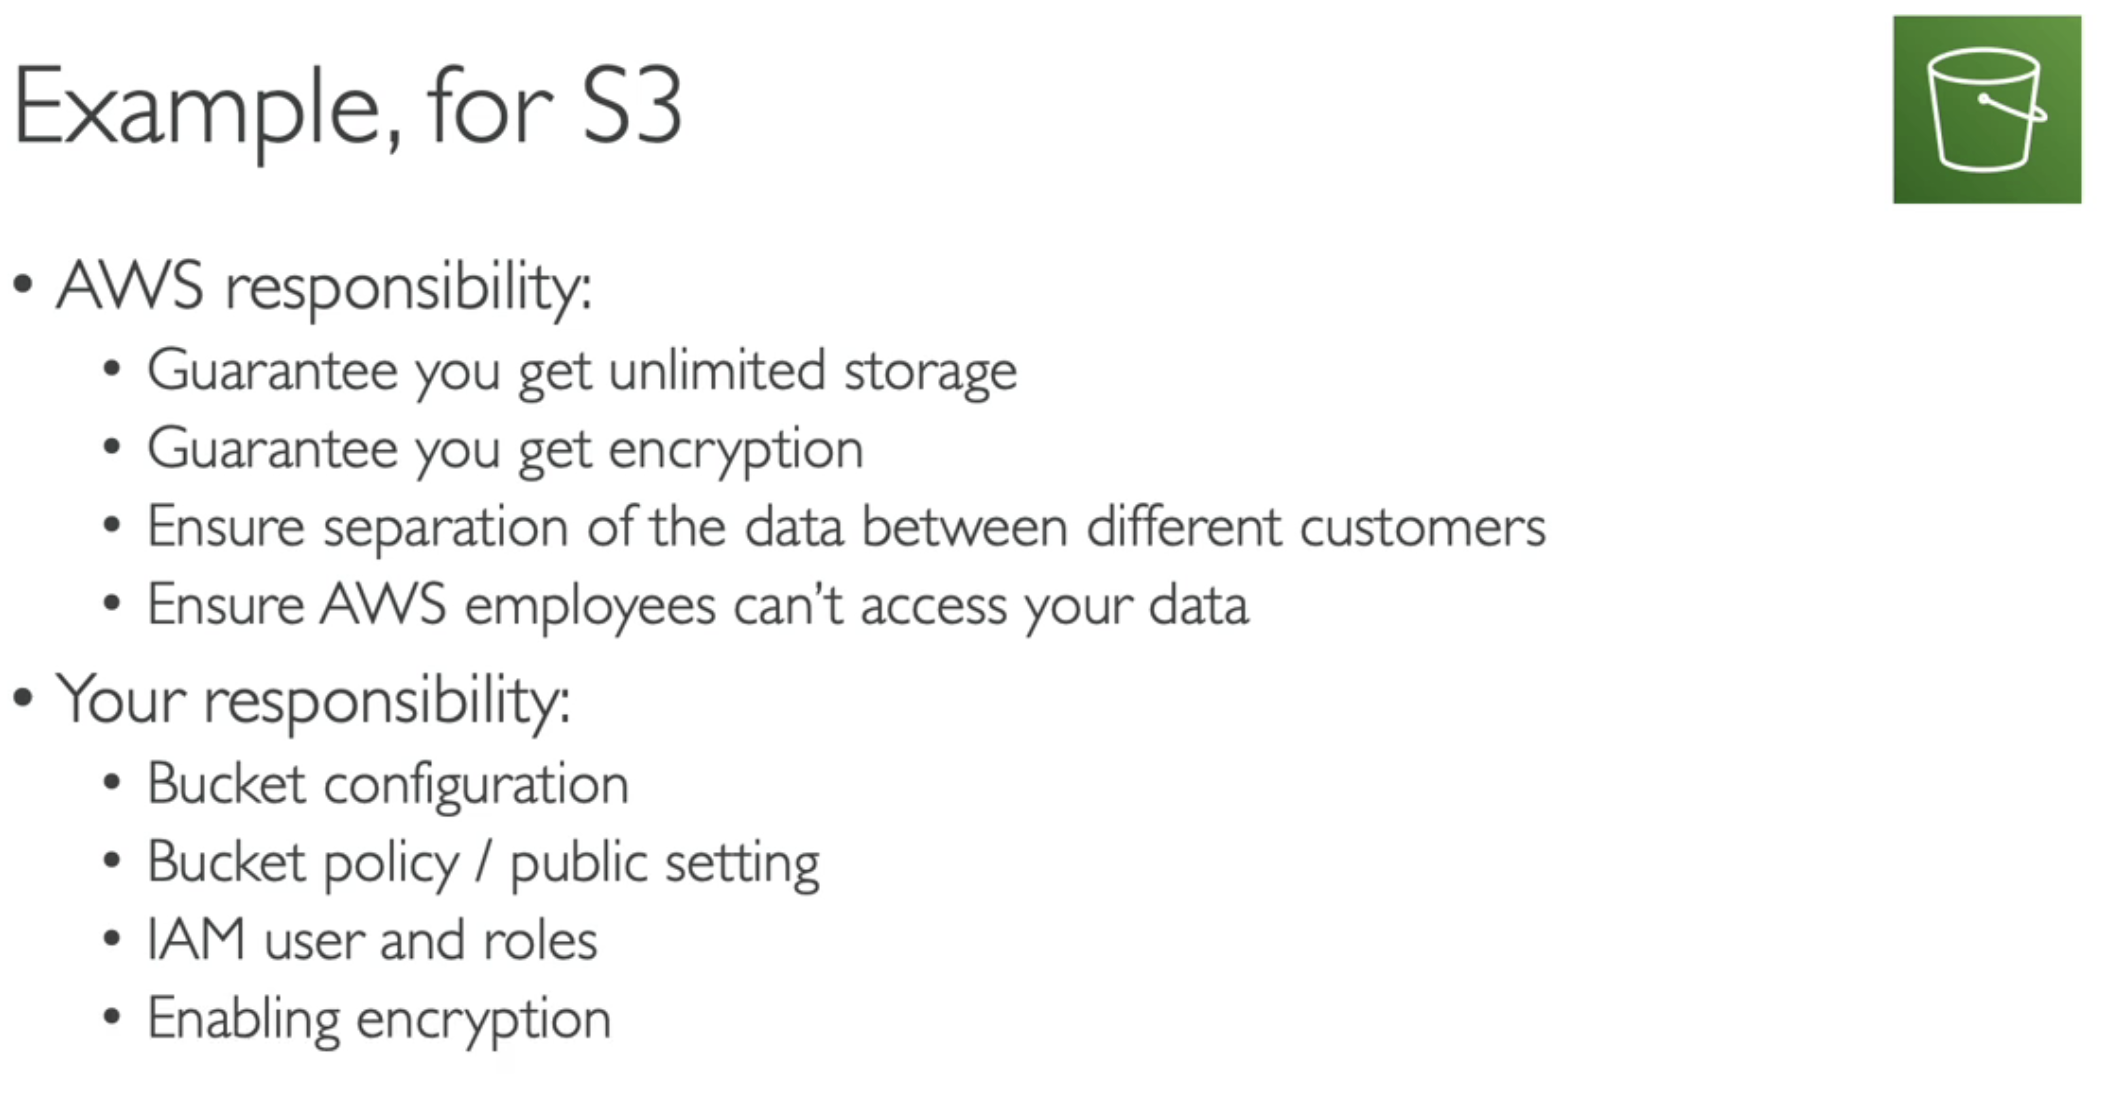 Example, for S3
• AWS responsibility:
• Guarantee you get unlimited storage
• Guarantee you get encryption
• Ensure separation of the data between different customers
• Ensure AWS employees can't access your data
• Your responsibility:
• Bucket configuration
• Bucket policy / public setting
• IAM user and roles
• Enabling encryption